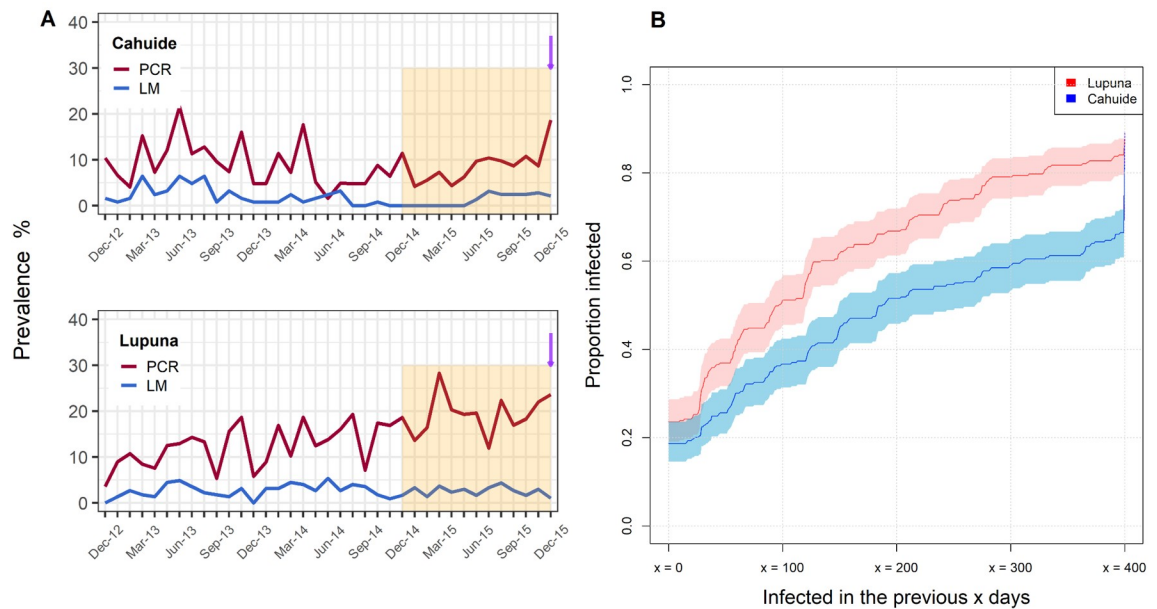 A
Prevalence %
40
30
20
10
0
Cahuide
PCR
LM
Dec-12
Mar-13
Jun-13
Sep-13
Dec-13
Mar-14
Jun-14
Sep-14
Dec-14
Mar-15
Jun-15
Sep-15
Dec-15
40
30
20
10
0
Lupuna
PCR
LM
Dec-12
Mar-13
Jun-13
Sep-13
Dec-13
Mar-14
Jun-14
Sep-14
Dec-14
Mar-15
Jun-15
Sep-15
Dec-15
B
Proportion infected
1.0
0.8
0.6
0.4
0.2
0.0
Lupuna
Cahuide
x = 0 x = 100 x = 200 x = 300 x = 400
Infected in the previous x days